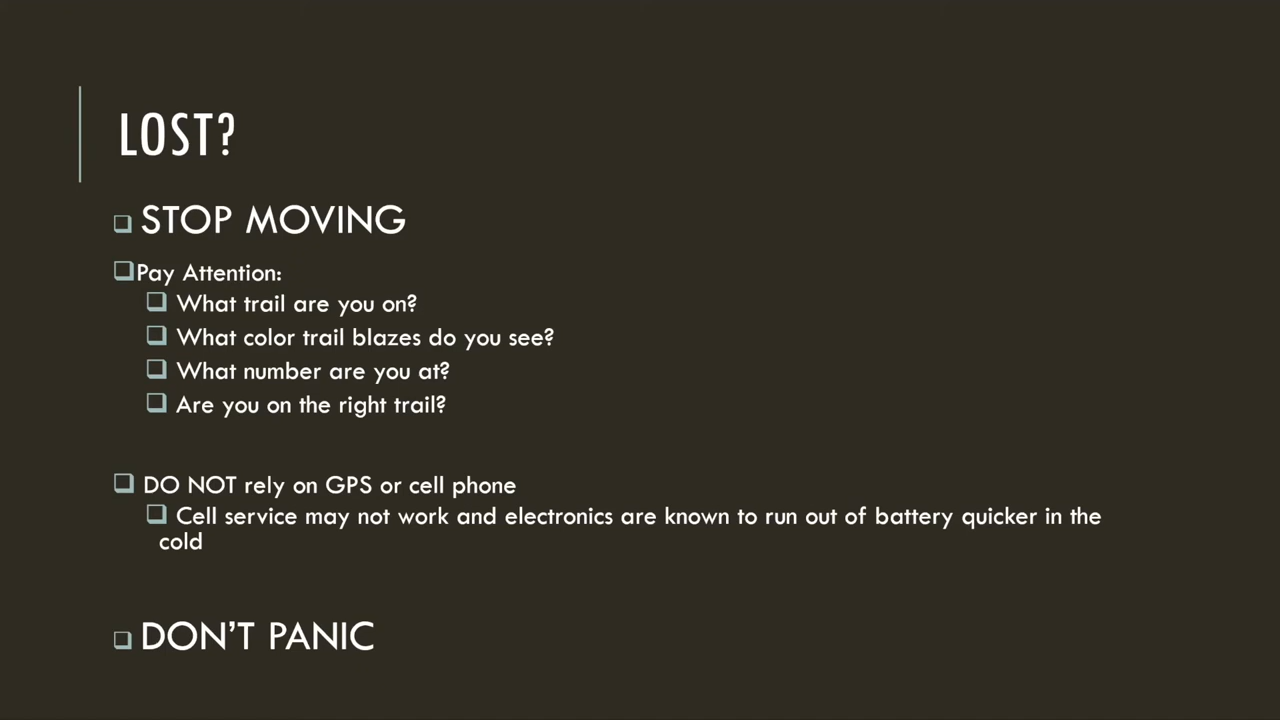 LOST?
STOP MOVING
Pay Attention:
What trail are you on?
What color trail blazes do you see?
What number are you at?
Are you on the right trail?
DO NOT rely on GPS or cell phone
Cell service may not work and electronics are known to run out of battery quicker in the
cold
DON’T PANIC